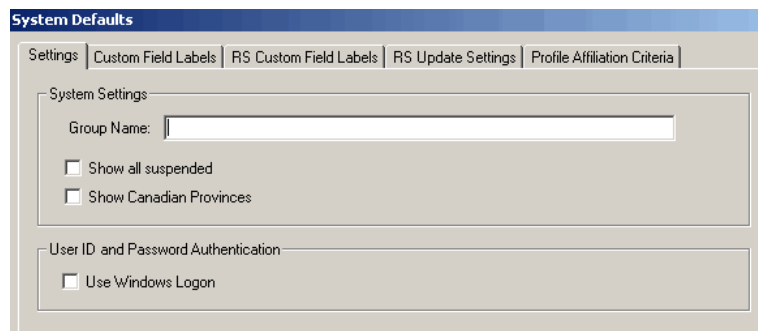 System Defaults
Settings Custom Field Labels RS Custom Field Labels RS Update Settings Profile Affiliation Criteria
System Settings
Group Name:
Show all suspended
Show Canadian Provinces
User ID and Password Authentication
Use Windows Logon